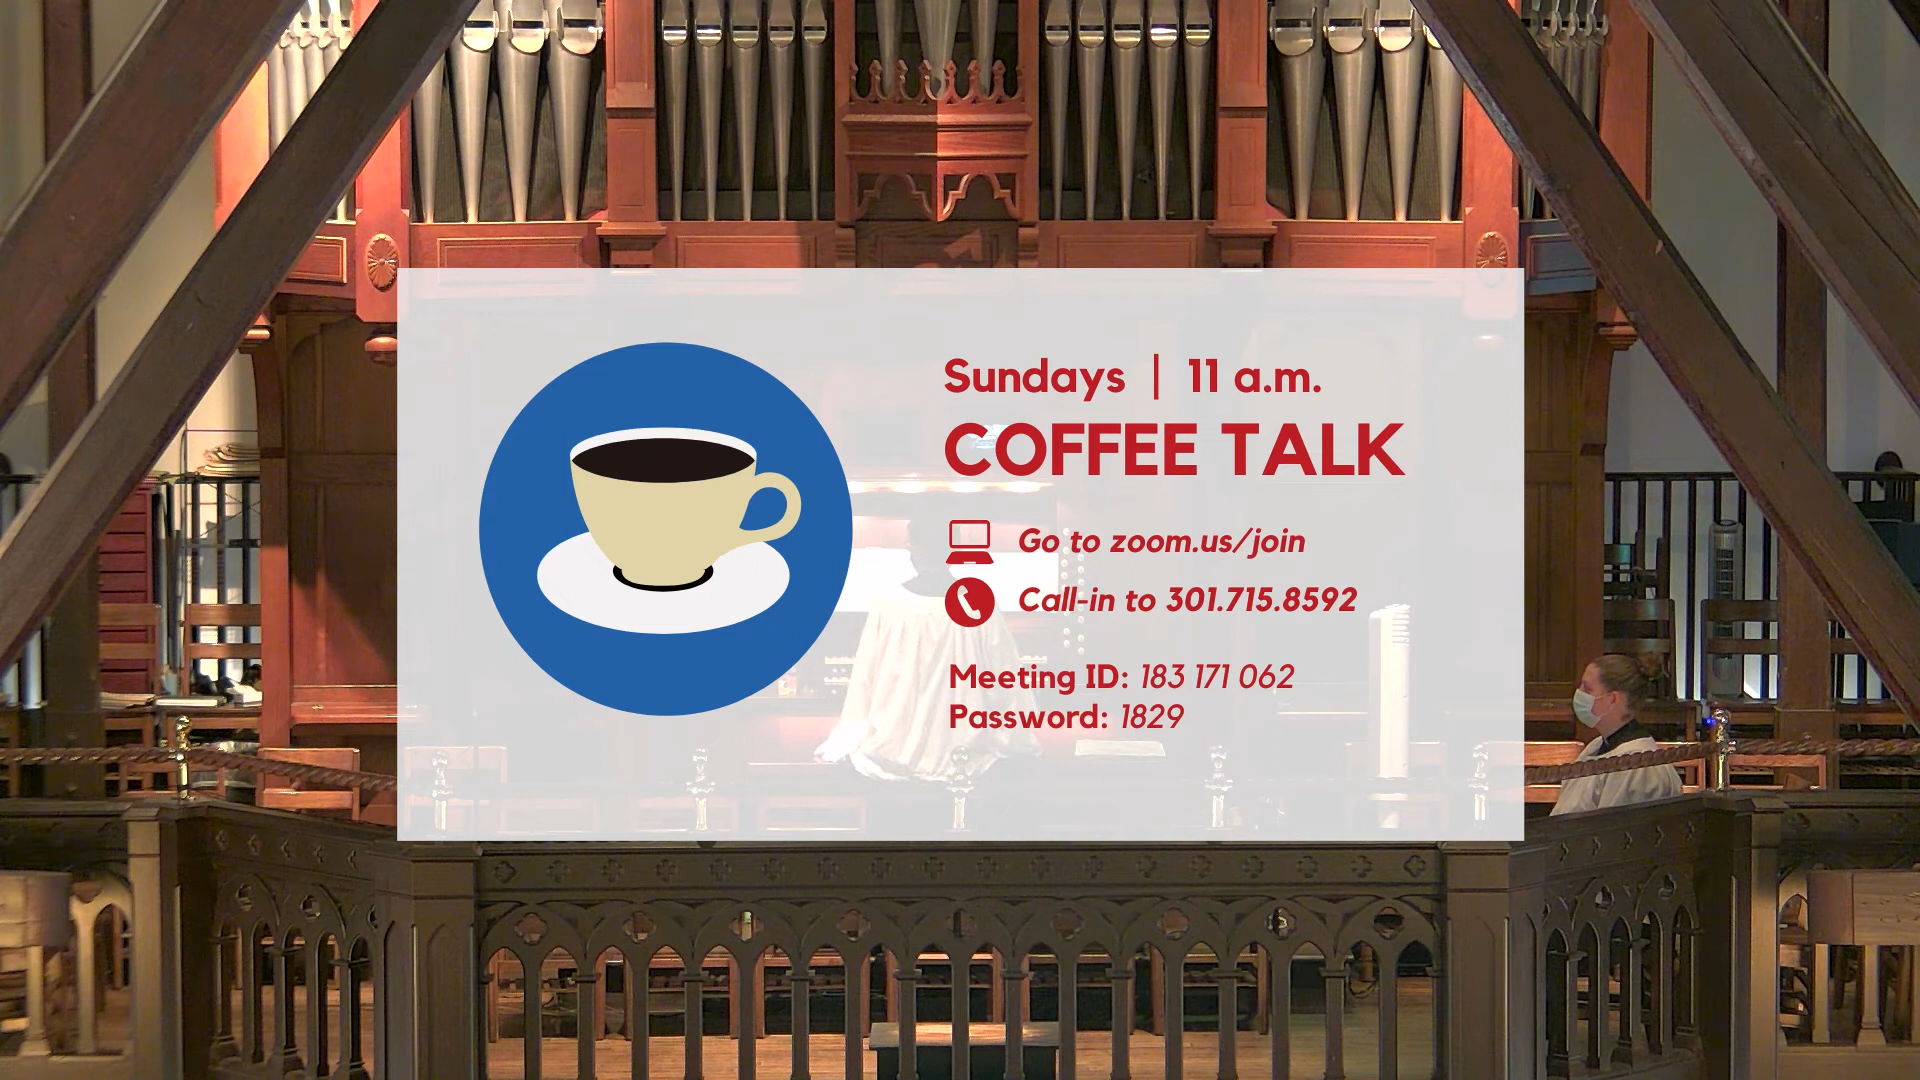 Sundays | 11 a.m.
COFFEE TALK
Go to zoom.us/join
Call-in to 301.715.8592
Meeting ID: 183 171 062
Password: 1829